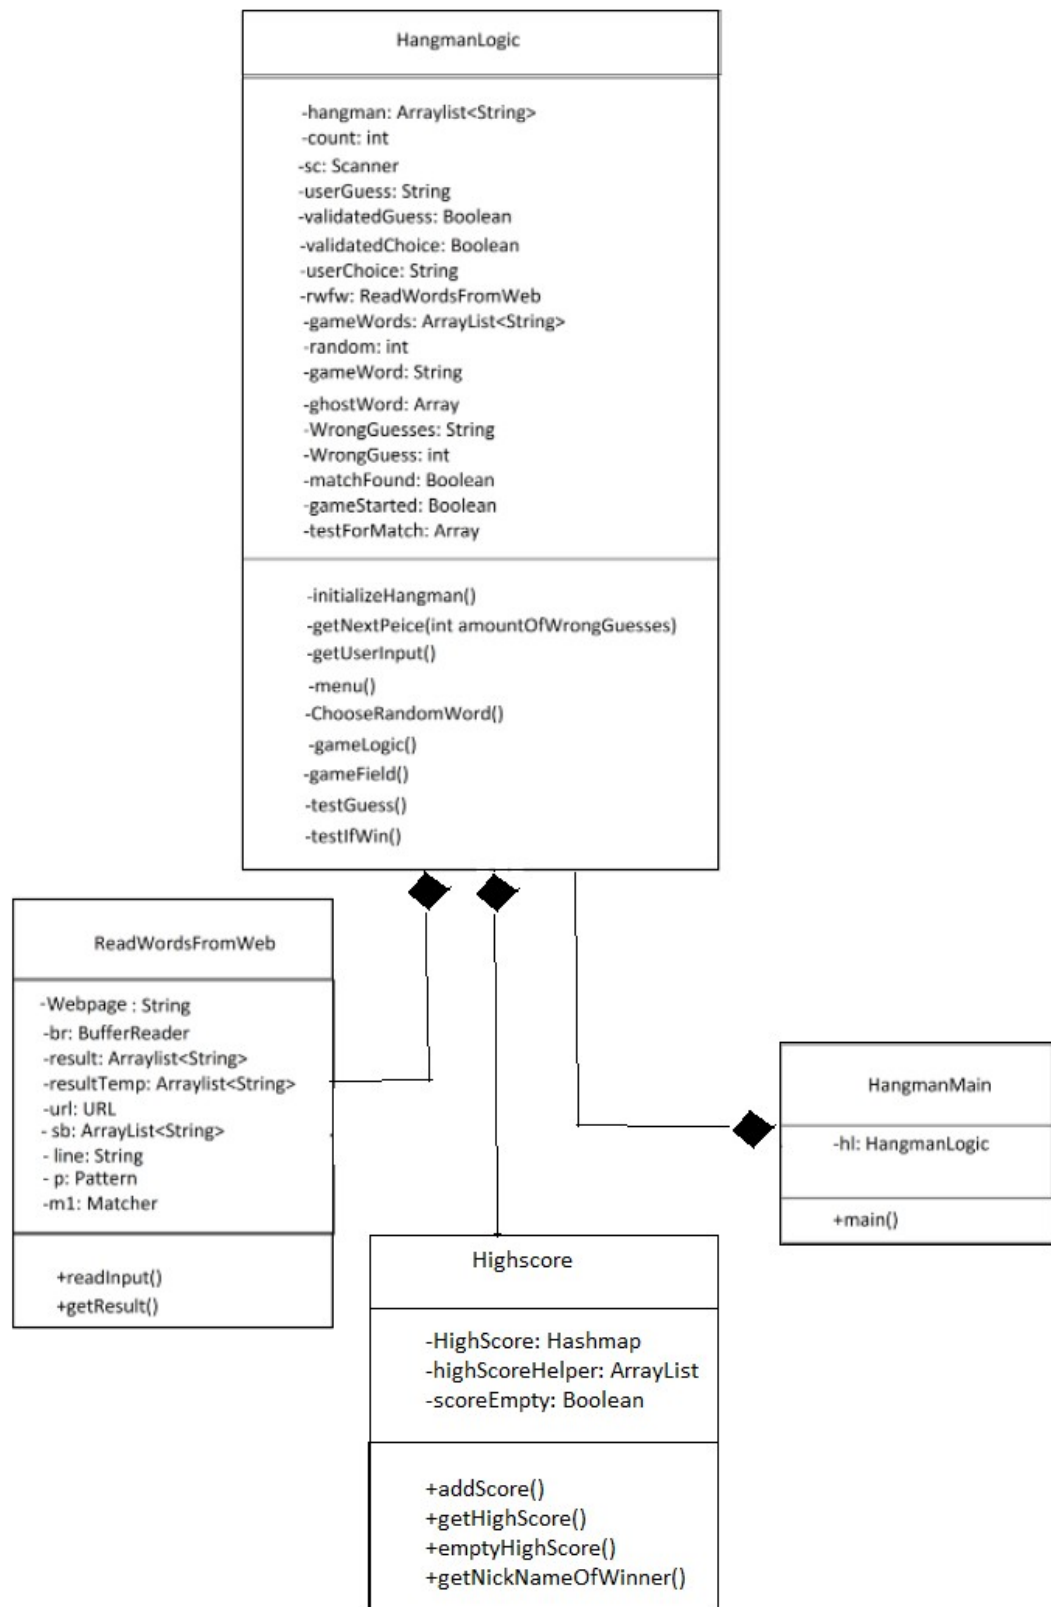 HangmanLogic
-hangman: Arraylist<String>
-count: int
-sc: Scanner
-userGuess: String
-validatedGuess: Boolean
-validatedChoice: Boolean
-userChoice: String
-rwfw: ReadWordsFromWeb
-gameWords: ArrayList<String>
-random: int
-gameWord: String
-ghostWord: Array
-WrongGuesses: String
-WrongGuess: int
-matchFound: Boolean
-gameStarted: Boolean
-testForMatch: Array
-initializeHangman()
-getNextPeice(int amountOfWrongGuesses)
-getUserInput()
-menu()
-ChooseRandomWord()
-gameLogic()
-gameField()
-testGuess()
-testIfWin()
ReadWordsFromWeb
-Webpage : String
-br: BufferReader
-result: Arraylist<String>
-resultTemp: Arraylist<String>
-url: URL
- sb: ArrayList<String>
- line: String
- p: Pattern
-m1: Matcher
+readInput()
+getResult()
HangmanMain
-hl: HangmanLogic
+main()
Highscore
-HighScore: Hashmap
-highScoreHelper: ArrayList
-scoreEmpty: Boolean
+addScore()
+getHighScore()
+emptyHighScore()
+getNickNameOfWinner()